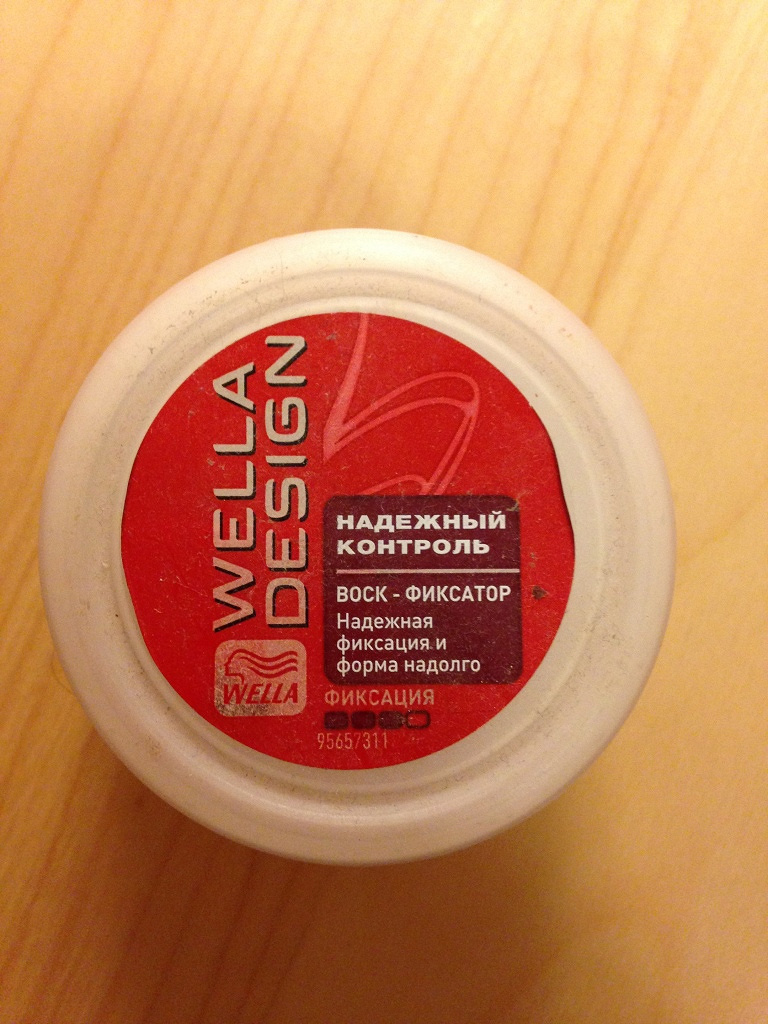 WELLA
DESIGN
НАДЕЖНЫЙ
КОНТРОЛЬ
ВОСК - ФИКСАТОР
Надежная
фиксация и
форма надолго
WELLA
ФИКСАЦИЯ
95657311